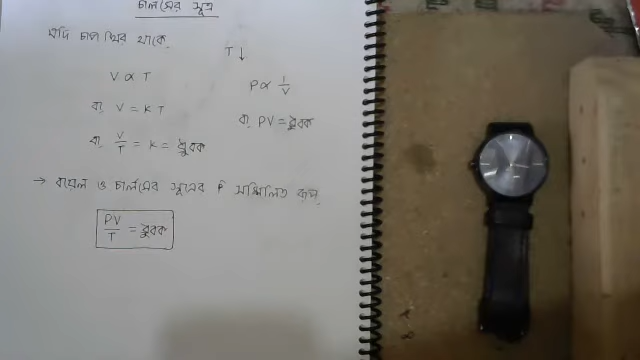 চার্লসের সূত্র
যদি চাপ স্থির থাকে,
V ∝ T
বা, V = KT
বা, V/T = K = ধ্রুবক
T↓
P ∝ 1/V
বা, PV = ধ্রুবক
→ বয়েল ও চার্লসের সূত্রের সম্মিলিত রূপ,
PV/T = ধ্রুবক